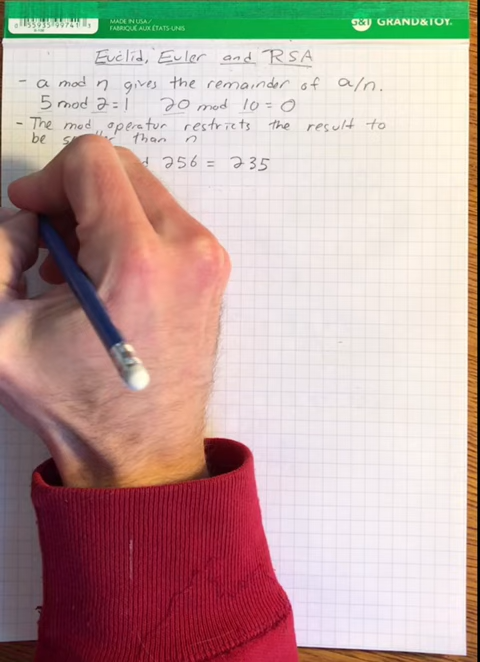 MADE IN USA /
FABRIQUÉ AUX ÉTATS-UNIS
G&T GRAND&TOY
Euclid, Euler and RSA
- a mod n gives the remainder of a/n.
5 mod 2 = 1 20 mod 10 = 0
- The mod operator restricts the result to
be than n
256 = 235